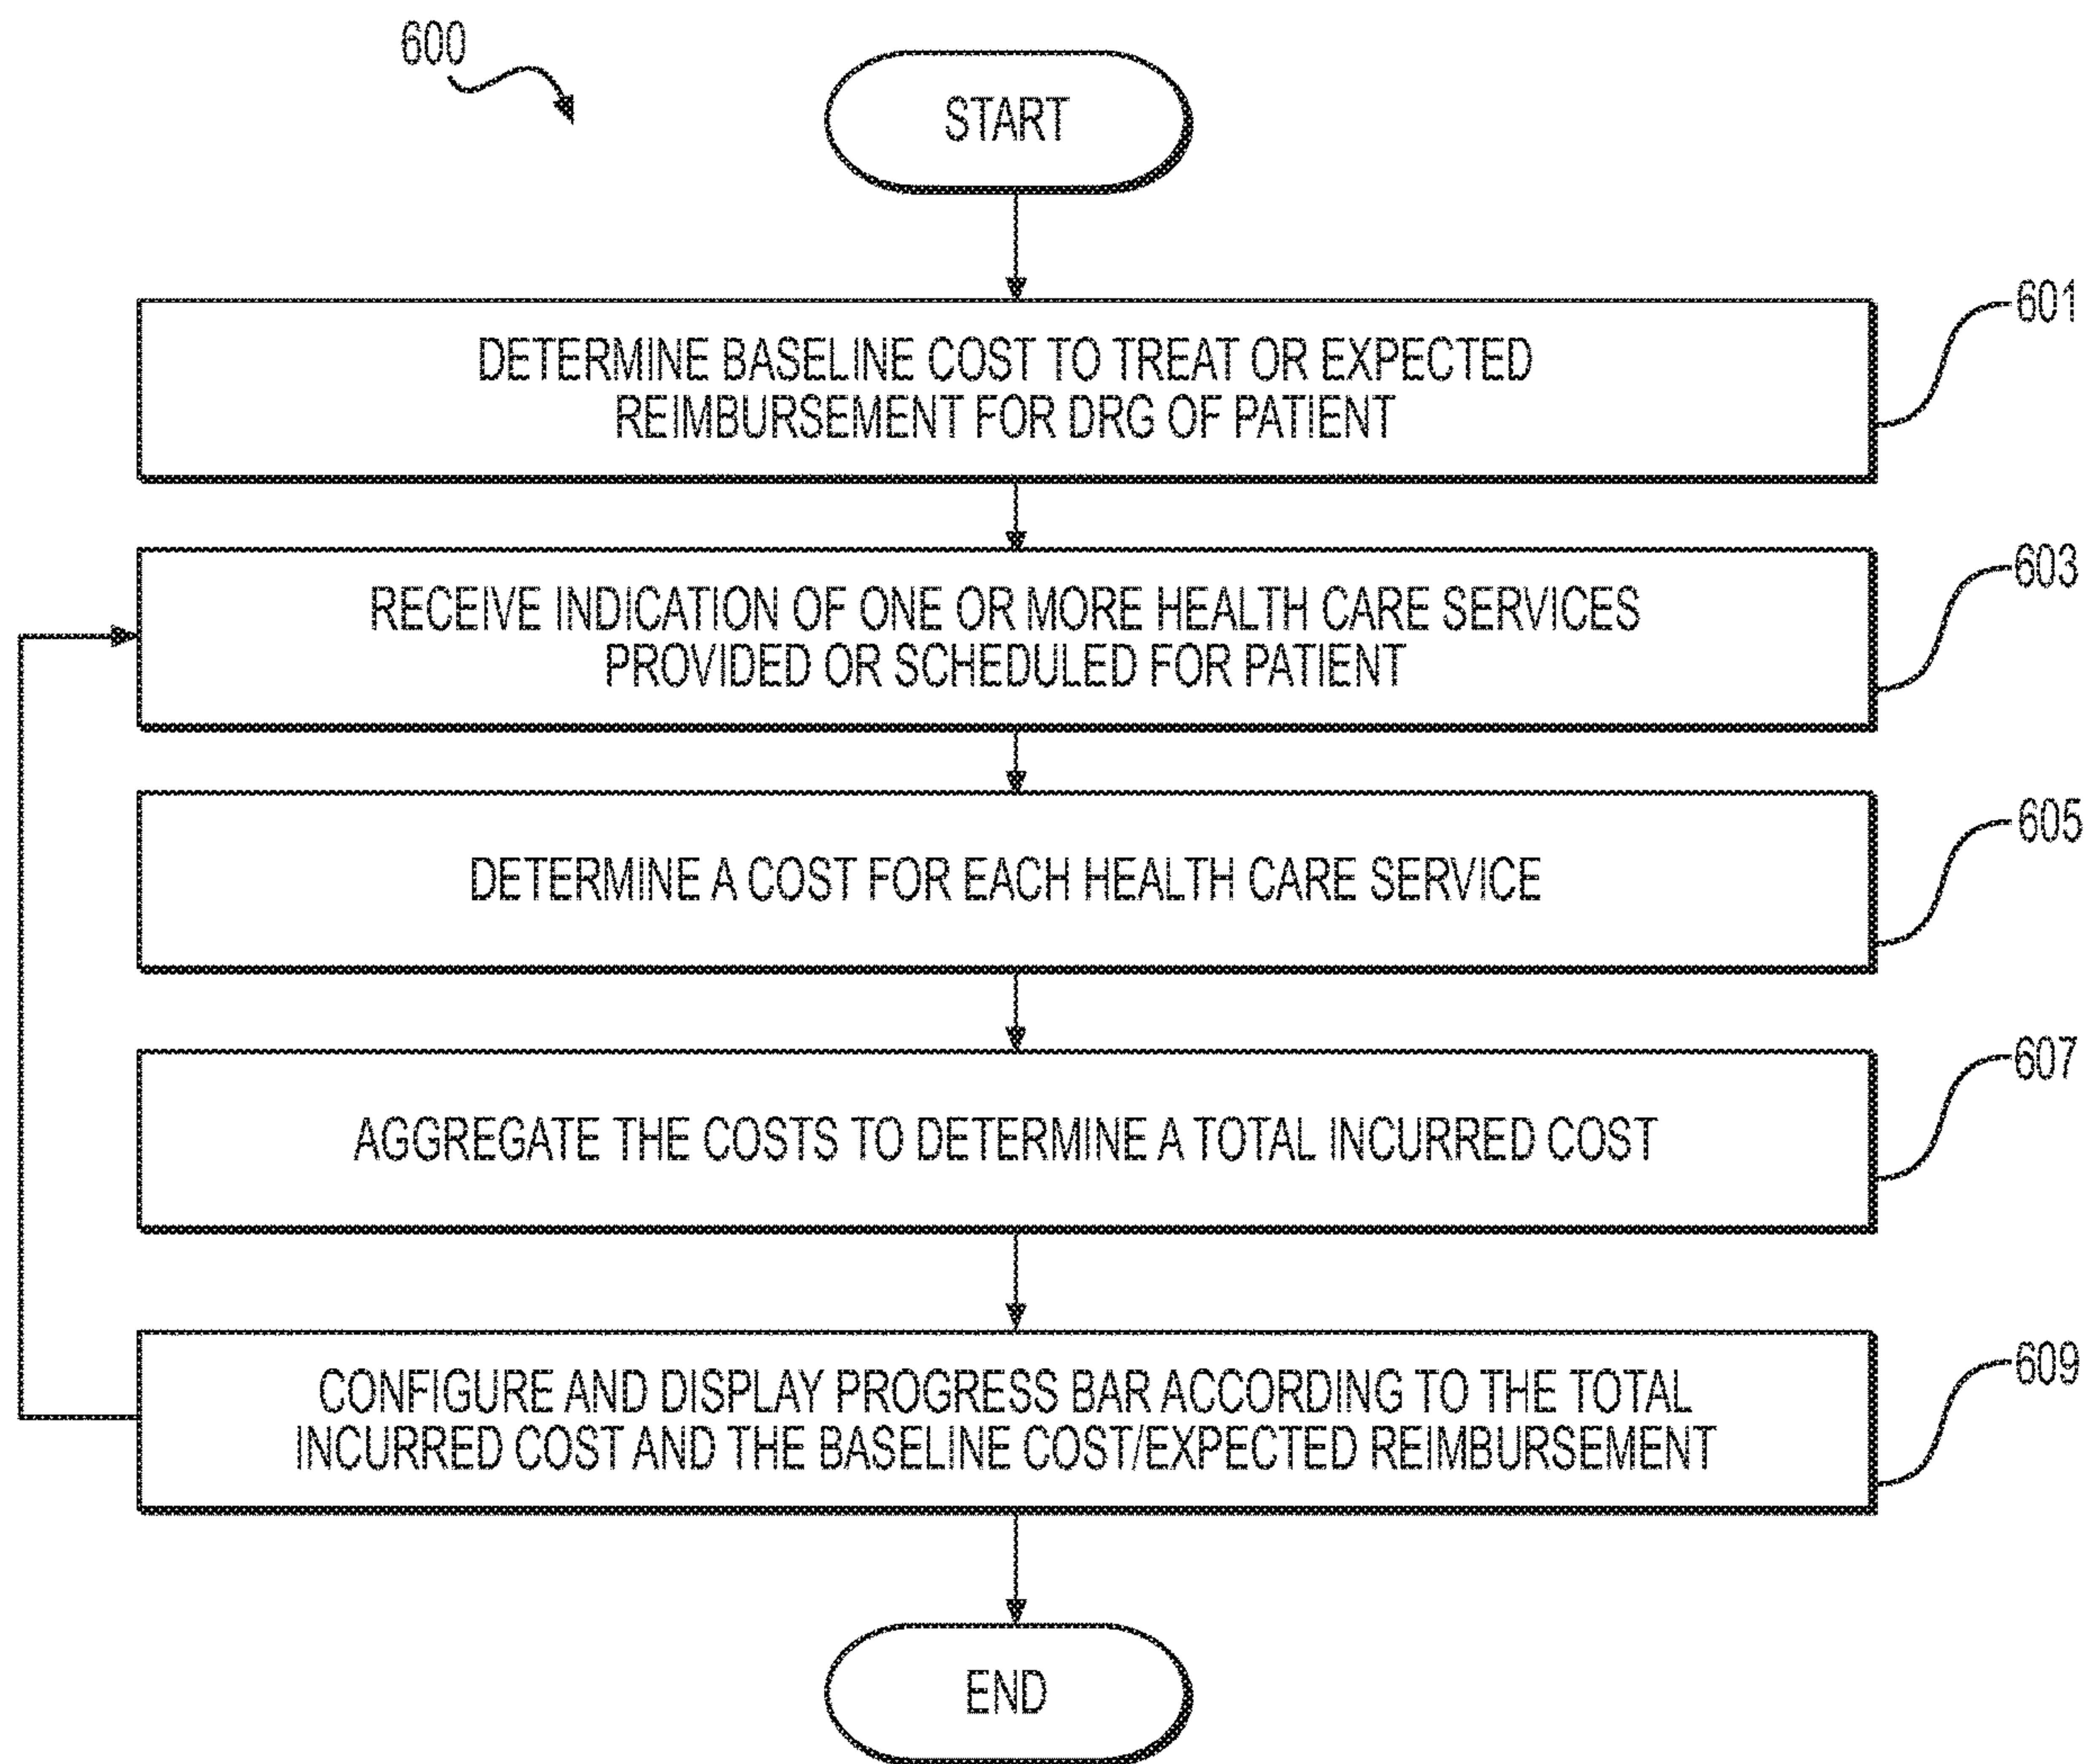 600
START
601
DETERMINE BASELINE COST TO TREAT OR EXPECTED
REIMBURSEMENT FOR DRG OF PATIENT
603
RECEIVE INDICATION OF ONE OR MORE HEALTH CARE SERVICES
PROVIDED OR SCHEDULED FOR PATIENT
605
DETERMINE A COST FOR EACH HEALTH CARE SERVICE
607
AGGREGATE THE COSTS TO DETERMINE A TOTAL INCURRED COST
609
CONFIGURE AND DISPLAY PROGRESS BAR ACCORDING TO THE TOTAL
INCURRED COST AND THE BASELINE COST/EXPECTED REIMBURSEMENT
END